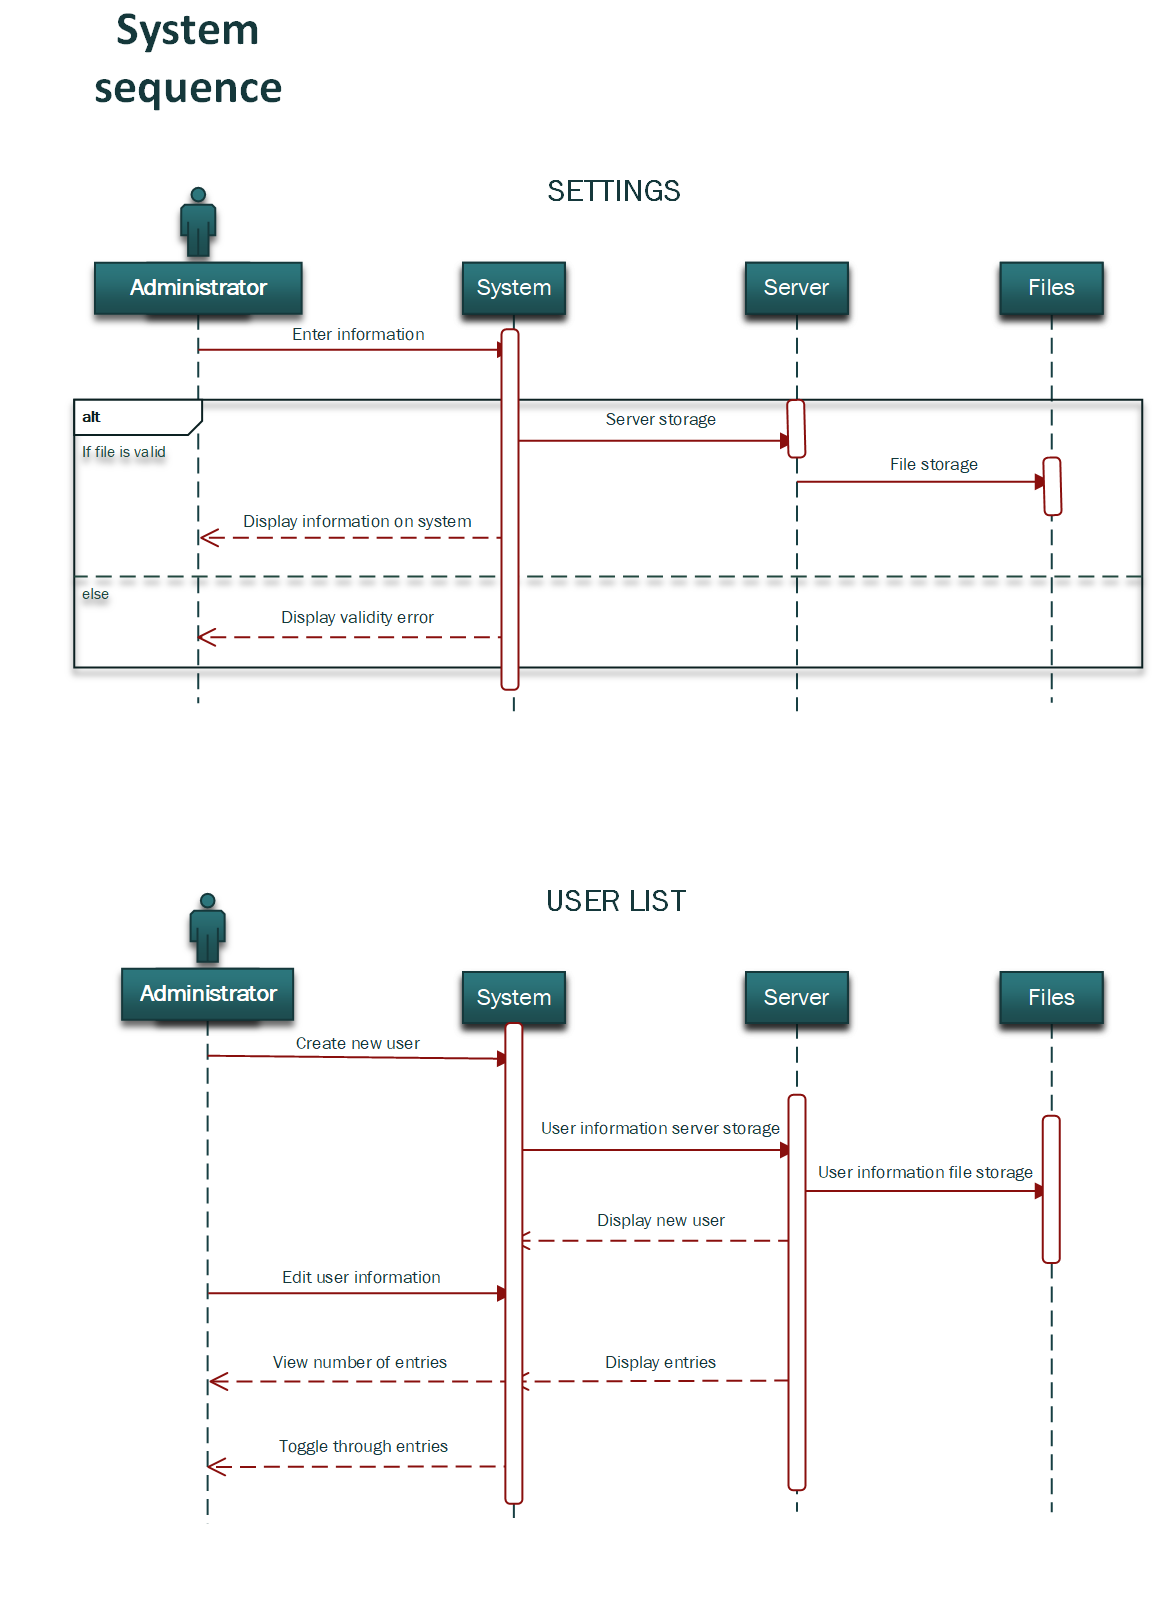 System
sequence
SETTINGS
Administrator
System
Server
Files
Enter information
alt
Server storage
If file is valid
File storage
Display information on system
else
Display validity error
USER LIST
Administrator
System
Server
Files
Create new user
User information server storage
User information file storage
Display new user
Edit user information
View number of entries
Display entries
Toggle through entries